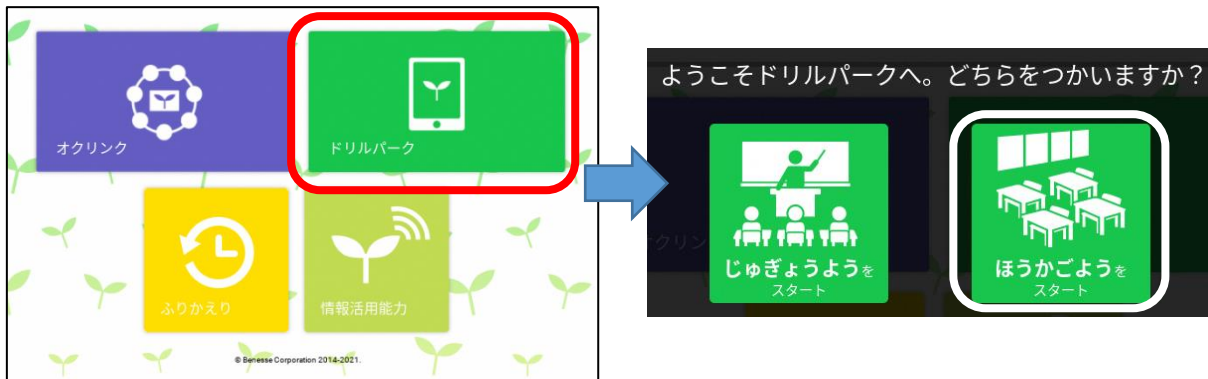 オクリンク
ドリルパーク
ふりかえり
情報活用能力
© Benesse Corporation 2014-2021.
ようこそドリルパークへ。どちらをつかいますか？
じゅぎょうようを
スタート
ほうかごようを
スタート